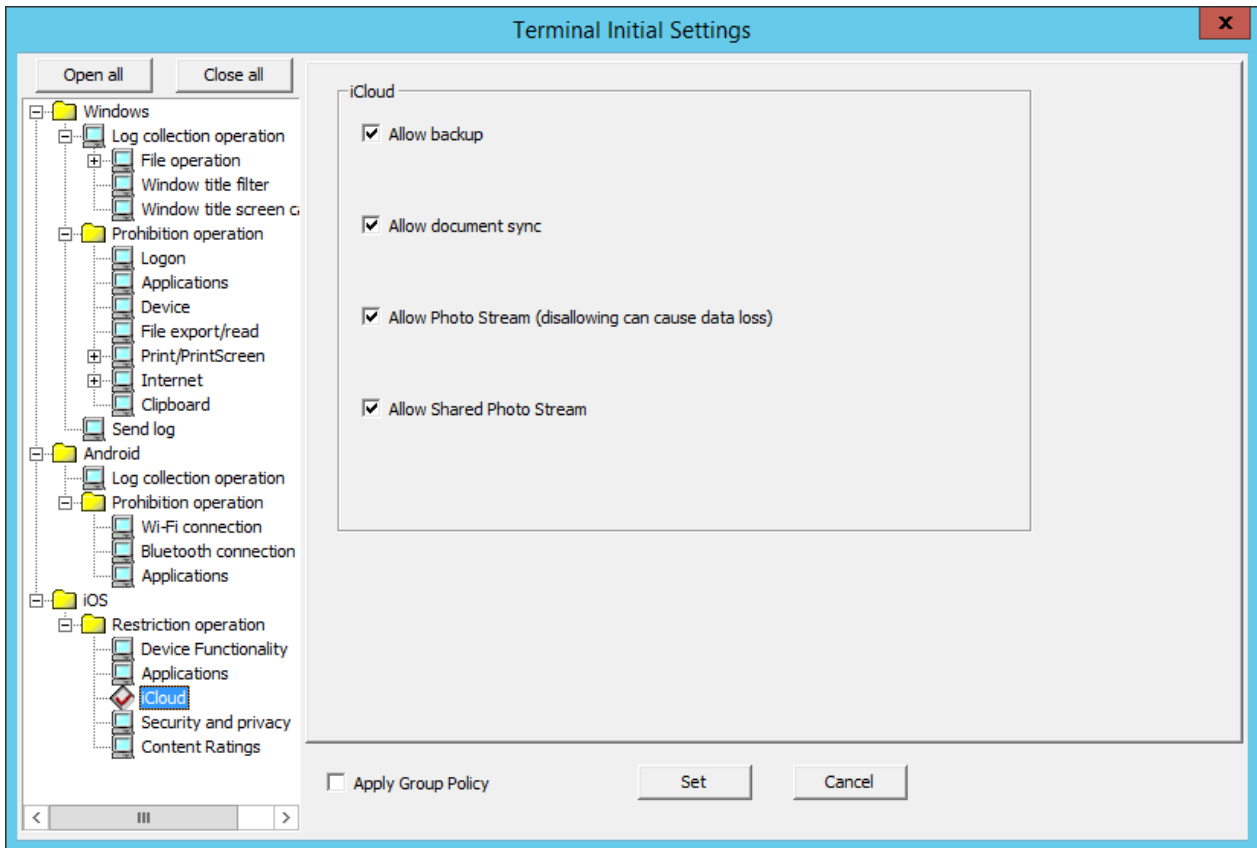 Terminal Initial Settings
x
Open all
Close all
Windows
Log collection operation
File operation
Window title filter
Window title screen ca
Prohibition operation
Logon
Applications
Device
File export/read
Print/PrintScreen
Internet
Clipboard
Send log
Android
Log collection operation
Prohibition operation
Wi-Fi connection
Bluetooth connection
Applications
iOS
Restriction operation
Device Functionality
Applications
iCloud
Security and privacy
Content Ratings
iCloud
Allow backup
Allow document sync
Allow Photo Stream (disallowing can cause data loss)
Allow Shared Photo Stream
Apply Group Policy
Set
Cancel